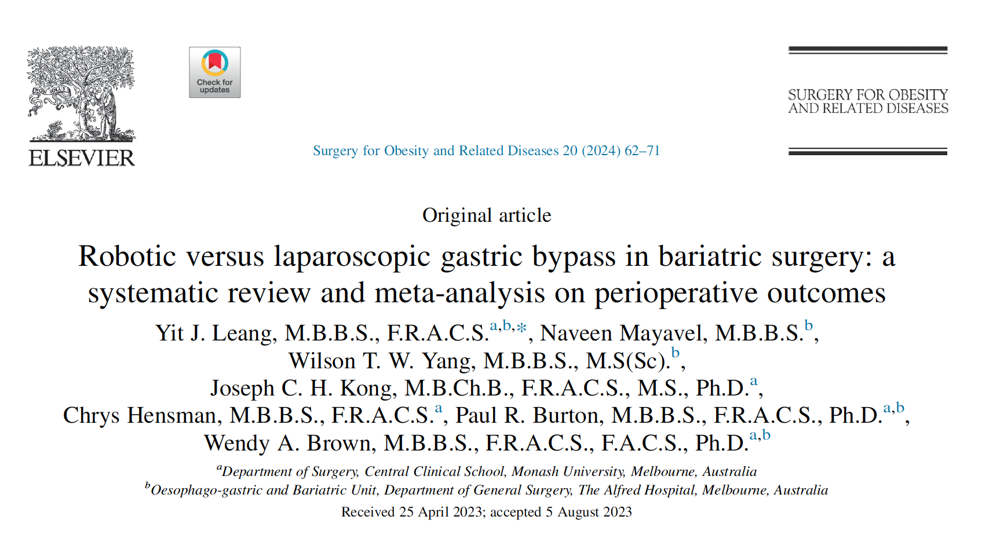 NON SOLUS
ELSEVIER
Check for
updates
SURGERY FOR OBESITY
AND RELATED DISEASES
Surgery for Obesity and Related Diseases 20 (2024) 62–71
Original article
Robotic versus laparoscopic gastric bypass in bariatric surgery: a
systematic review and meta-analysis on perioperative outcomes
Yit J. Leang, M.B.B.S., F.R.A.C.S.a,b,*, Naveen Mayavel, M.B.B.S.b,
Wilson T. W. Yang, M.B.B.S., M.S(Sc).b,
Joseph C. H. Kong, M.B.Ch.B., F.R.A.C.S., M.S., Ph.D.a,
Chrys Hensman, M.B.B.S., F.R.A.C.S.a, Paul R. Burton, M.B.B.S., F.R.A.C.S., Ph.D.a,b,
Wendy A. Brown, M.B.B.S., F.R.A.C.S., F.A.C.S., Ph.D.a,b
aDepartment of Surgery, Central Clinical School, Monash University, Melbourne, Australia
bOesophago-gastric and Bariatric Unit, Department of General Surgery, The Alfred Hospital, Melbourne, Australia
Received 25 April 2023; accepted 5 August 2023